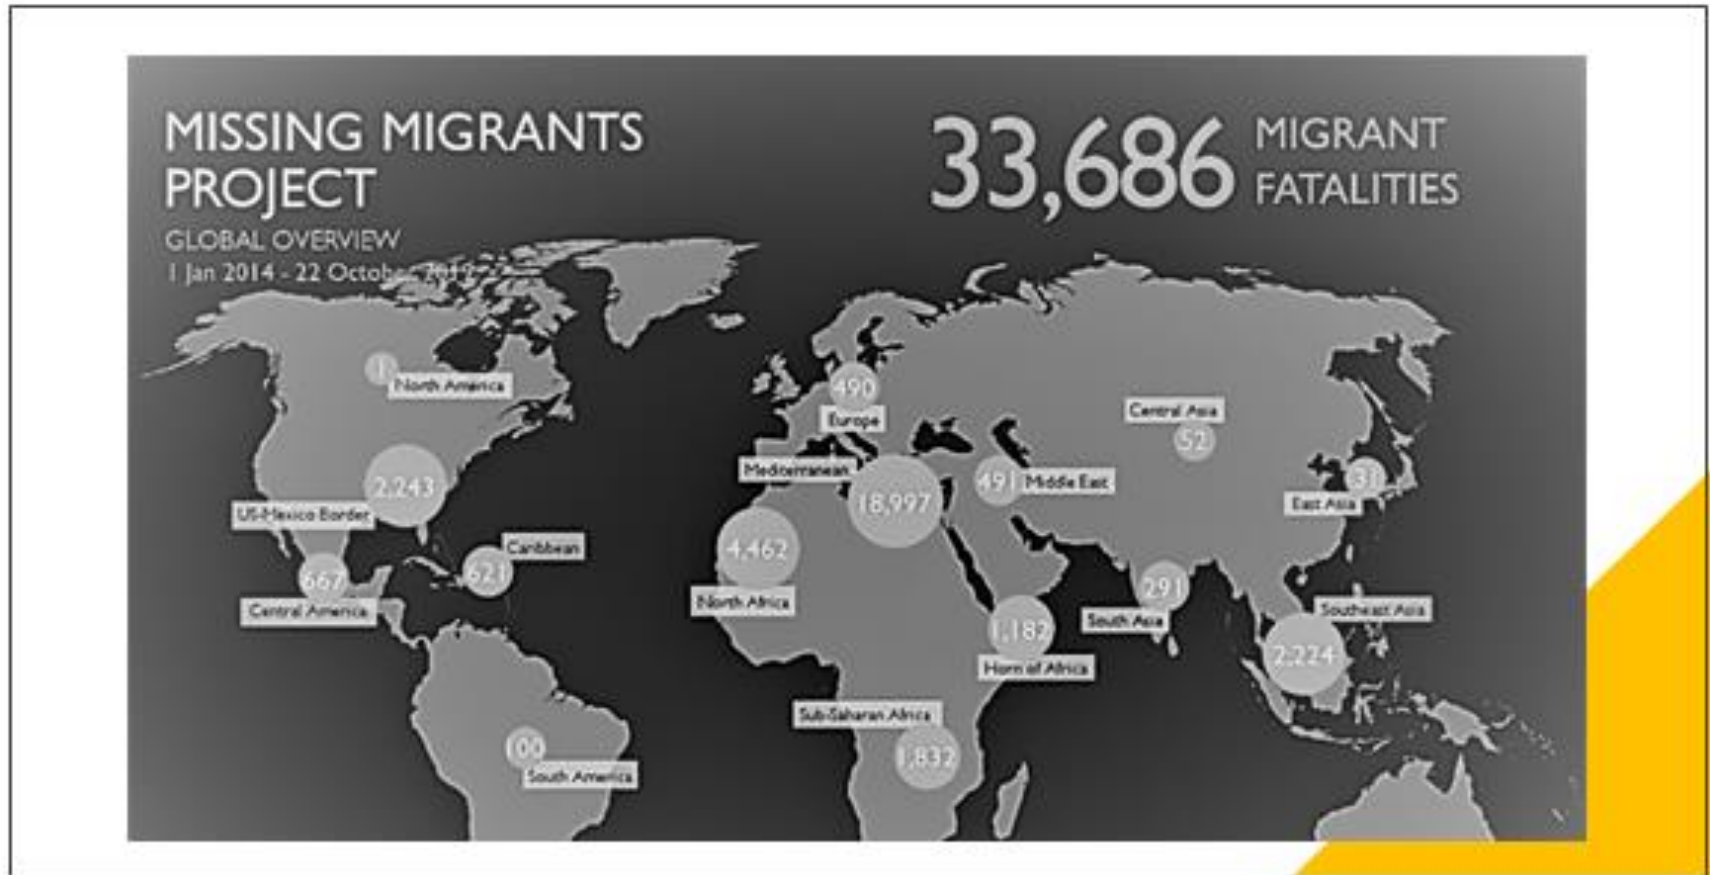 MISSING MIGRANTS
PROJECT
GLOBAL OVERVIEW
1 Jan 2014 - 22 October 2019
33,686
MIGRANT
FATALITIES
1
North America
2,243
US-Mexico Border
Caribbean
621
667
Central America
100
South America
490
Europe
Mediterranean
18,997
491
Middle East
4,462
North Africa
1,182
Horn of Africa
Sub-Saharan Africa
1,832
Central Asia
52
East Asia
291
South Asia
Southeast Asia
2,224